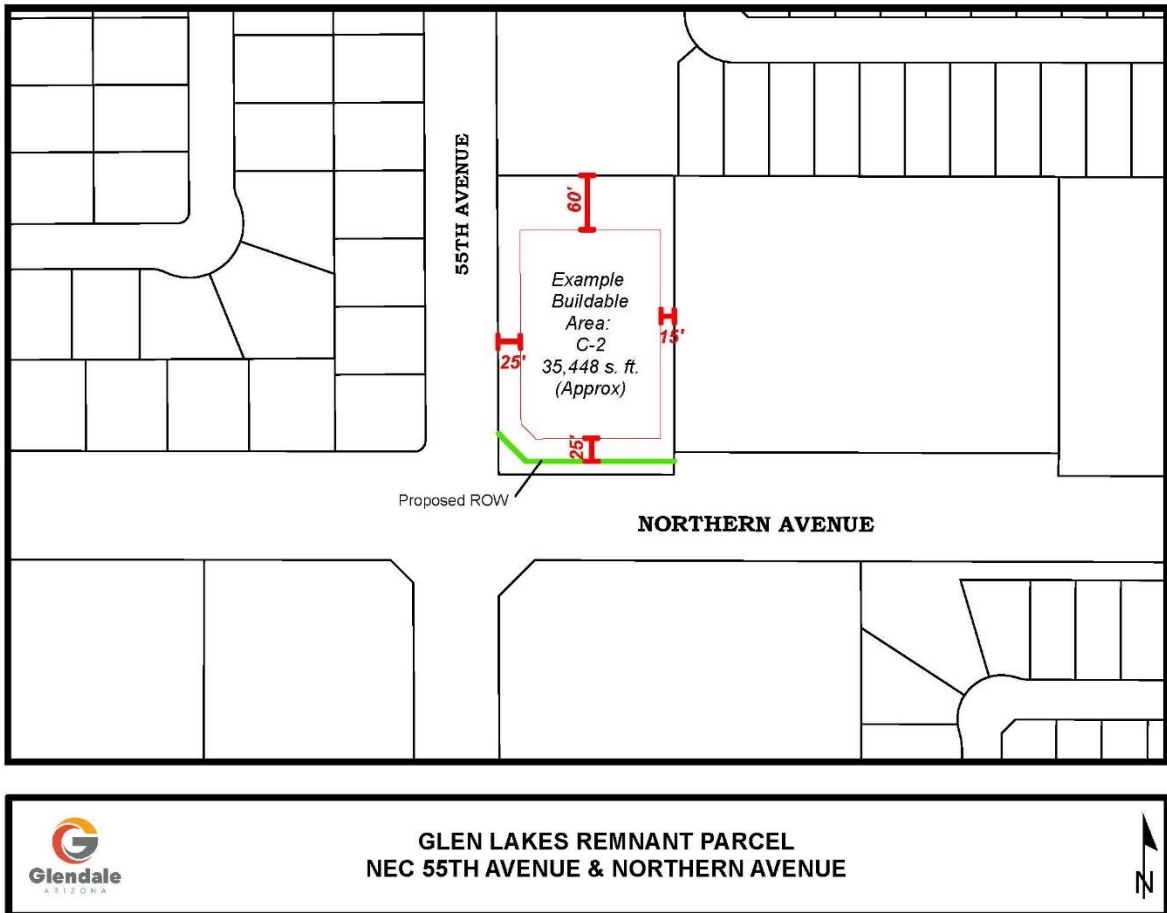 55TH AVENUE
60'
Example
Buildable
Area:
C-2
35,448 s. ft.
(Approx)
15'
25'
25'
Proposed ROW
NORTHERN AVENUE
Glendale
ARIZONA
GLEN LAKES REMNANT PARCEL
NEC 55TH AVENUE & NORTHERN AVENUE
N